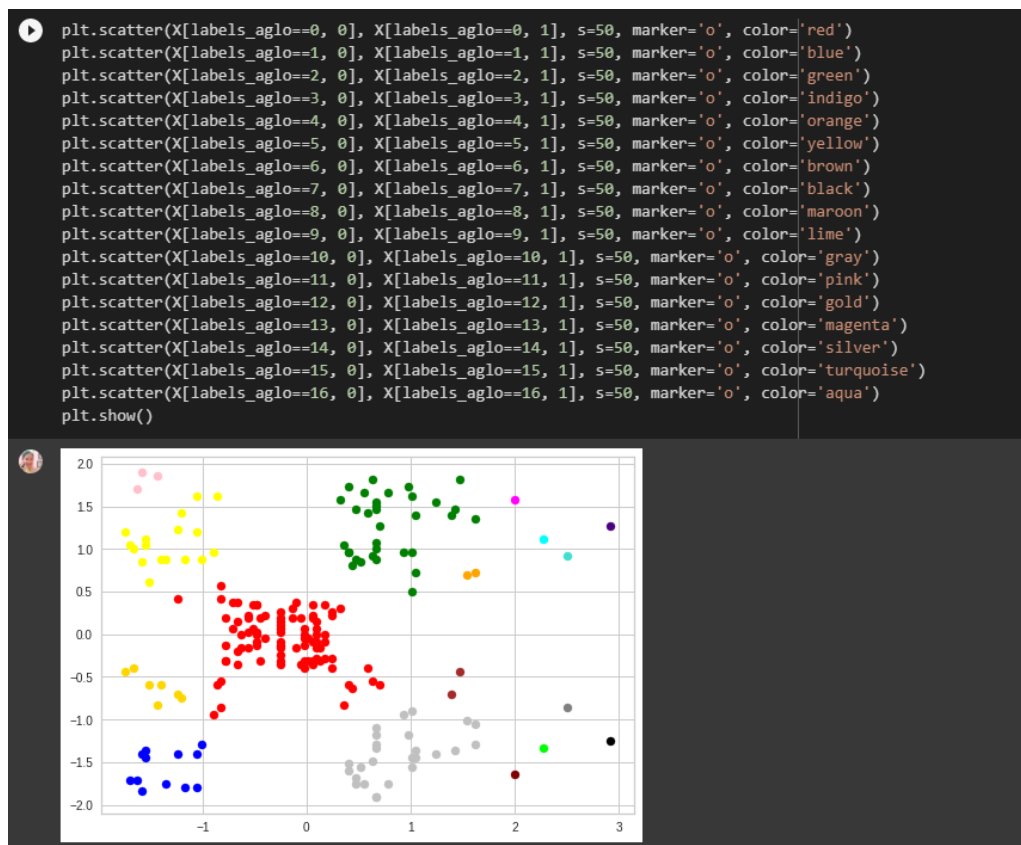 plt.scatter(X[labels_aglo==0, 0], X[labels_aglo==0, 1], s=50, marker='o', color='red')
plt.scatter(X[labels_aglo==1, 0], X[labels_aglo==1, 1], s=50, marker='o', color='blue')
plt.scatter(X[labels_aglo==2, 0], X[labels_aglo==2, 1], s=50, marker='o', color='green')
plt.scatter(X[labels_aglo==3, 0], X[labels_aglo==3, 1], s=50, marker='o', color='indigo')
plt.scatter(X[labels_aglo==4, 0], X[labels_aglo==4, 1], s=50, marker='o', color='orange')
plt.scatter(X[labels_aglo==5, 0], X[labels_aglo==5, 1], s=50, marker='o', color='yellow')
plt.scatter(X[labels_aglo==6, 0], X[labels_aglo==6, 1], s=50, marker='o', color='brown')
plt.scatter(X[labels_aglo==7, 0], X[labels_aglo==7, 1], s=50, marker='o', color='black')
plt.scatter(X[labels_aglo==8, 0], X[labels_aglo==8, 1], s=50, marker='o', color='maroon')
plt.scatter(X[labels_aglo==9, 0], X[labels_aglo==9, 1], s=50, marker='o', color='lime')
plt.scatter(X[labels_aglo==10, 0], X[labels_aglo==10, 1], s=50, marker='o', color='gray')
plt.scatter(X[labels_aglo==11, 0], X[labels_aglo==11, 1], s=50, marker='o', color='pink')
plt.scatter(X[labels_aglo==12, 0], X[labels_aglo==12, 1], s=50, marker='o', color='gold')
plt.scatter(X[labels_aglo==13, 0], X[labels_aglo==13, 1], s=50, marker='o', color='magenta')
plt.scatter(X[labels_aglo==14, 0], X[labels_aglo==14, 1], s=50, marker='o', color='silver')
plt.scatter(X[labels_aglo==15, 0], X[labels_aglo==15, 1], s=50, marker='o', color='turquoise')
plt.scatter(X[labels_aglo==16, 0], X[labels_aglo==16, 1], s=50, marker='o', color='aqua')
plt.show()
2.0
1.5
1.0
0.5
0.0
−0.5
−1.0
−1.5
−2.0
−1 0 1 2 3